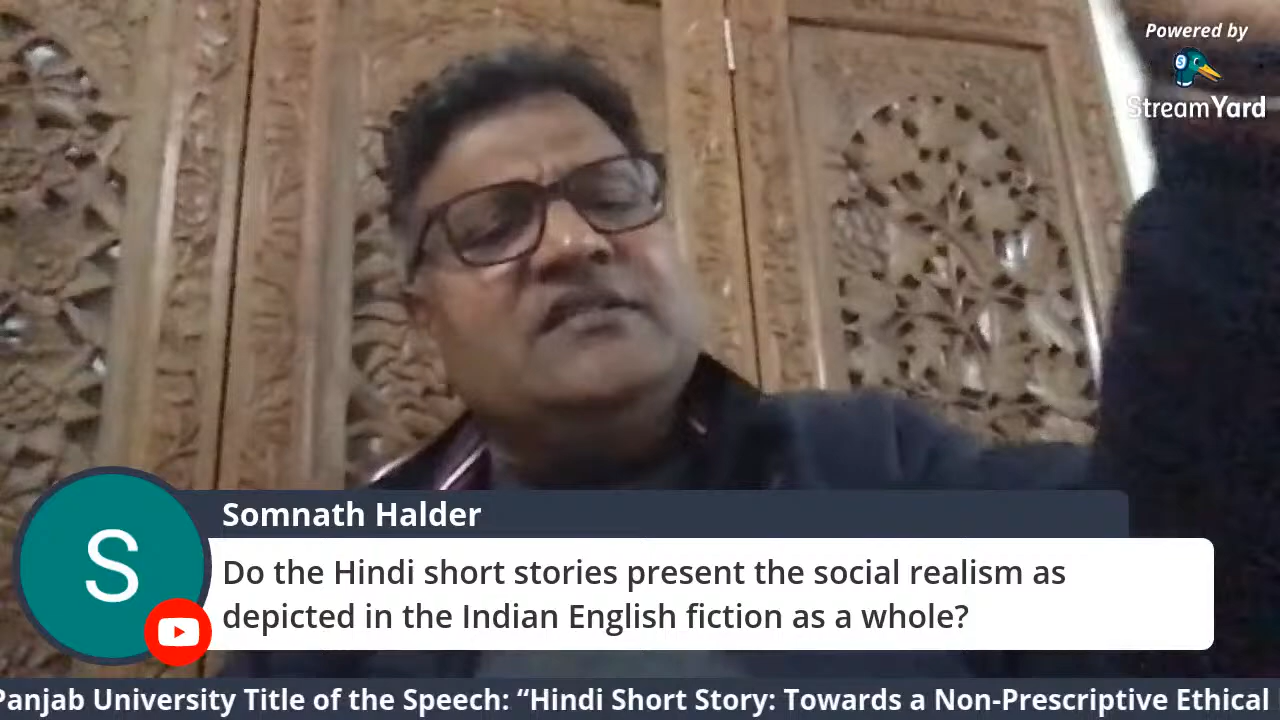 Powered by
StreamYard
S
Somnath Halder
Do the Hindi short stories present the social realism as
depicted in the Indian English fiction as a whole?
Panjab University Title of the Speech: “Hindi Short Story: Towards a Non-Prescriptive Ethical